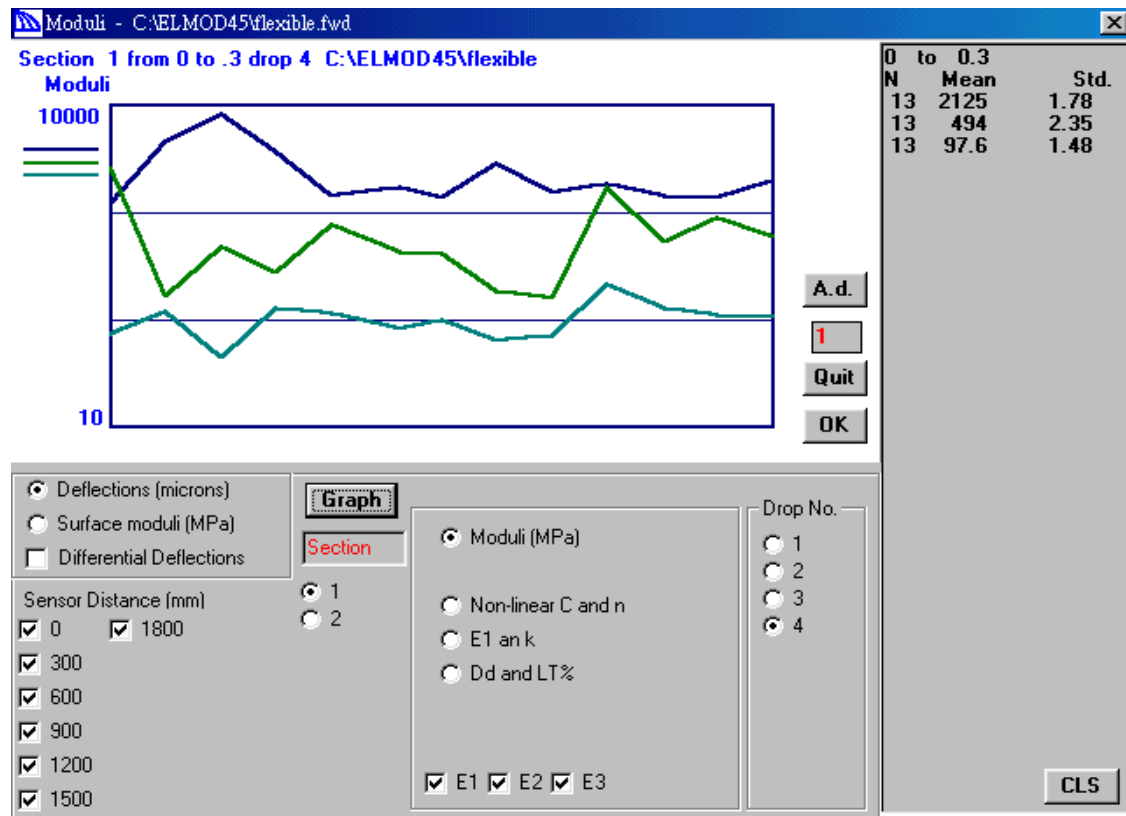 Moduli - C:\ELMOD45\flexible.fwd
Section 1 from 0 to .3 drop 4 C:\ELMOD45\flexible
Moduli
10000
10
0 to 0.3
N Mean Std.
13 2125 1.78
13 494 2.35
13 97.6 1.48
A.d.
1
Quit
OK
Deflections (microns)
Surface moduli (MPa)
Differential Deflections
Sensor Distance (mm)
0 1800
300
600
900
1200
1500
Graph
Section
1
2
Moduli (MPa)
Non-linear C and n
E1 an k
Dd and LT%
E1 E2 E3
Drop No.
1
2
3
4
CLS